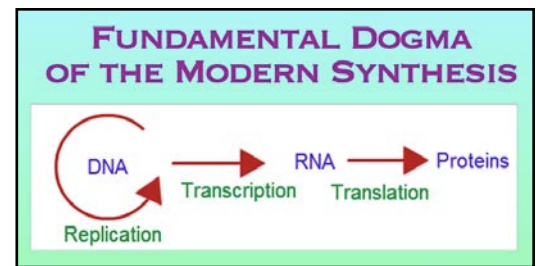 FUNDAMENTAL DOGMA
OF THE MODERN SYNTHESIS
DNA
RNA
Proteins
Transcription
Translation
Replication